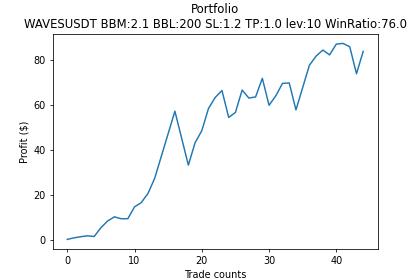 Portfolio
WAVESUSDT BBM:2.1 BBL:200 SL:1.2 TP:1.0 lev:10 WinRatio:76.0
80
60
40
20
0
Profit ($)
0 10 20 30 40
Trade counts